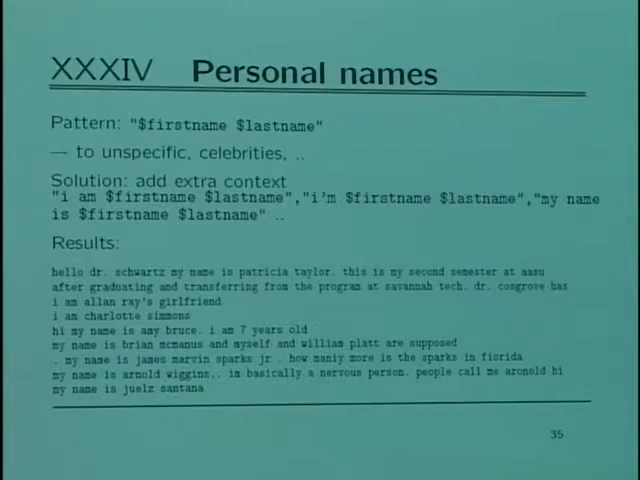 XXXIV Personal names
Pattern: "$firstname $lastname"
— to unspecific, celebrities, ..
Solution: add extra context
"i am $firstname $lastname","i'm $firstname $lastname","my name
is $firstname $lastname" ..
Results:
hello dr. schwartz my name is patricia taylor. this is my second semester at aasu
after graduating and transferring from the program at savannah tech. dr. cosgrove has
i am allan ray's girlfriend
i am charlotte simmons
hi my name is amy bruce. i am 7 years old
my name is brian mcmanus and myself and william platt are supposed
. my name is james marvin sparks jr . how maniy more is the sparks in fiorida
my name is arnold wiggins.. im basically a nervous person. people call me aronold hi
my name is juelz santana
35